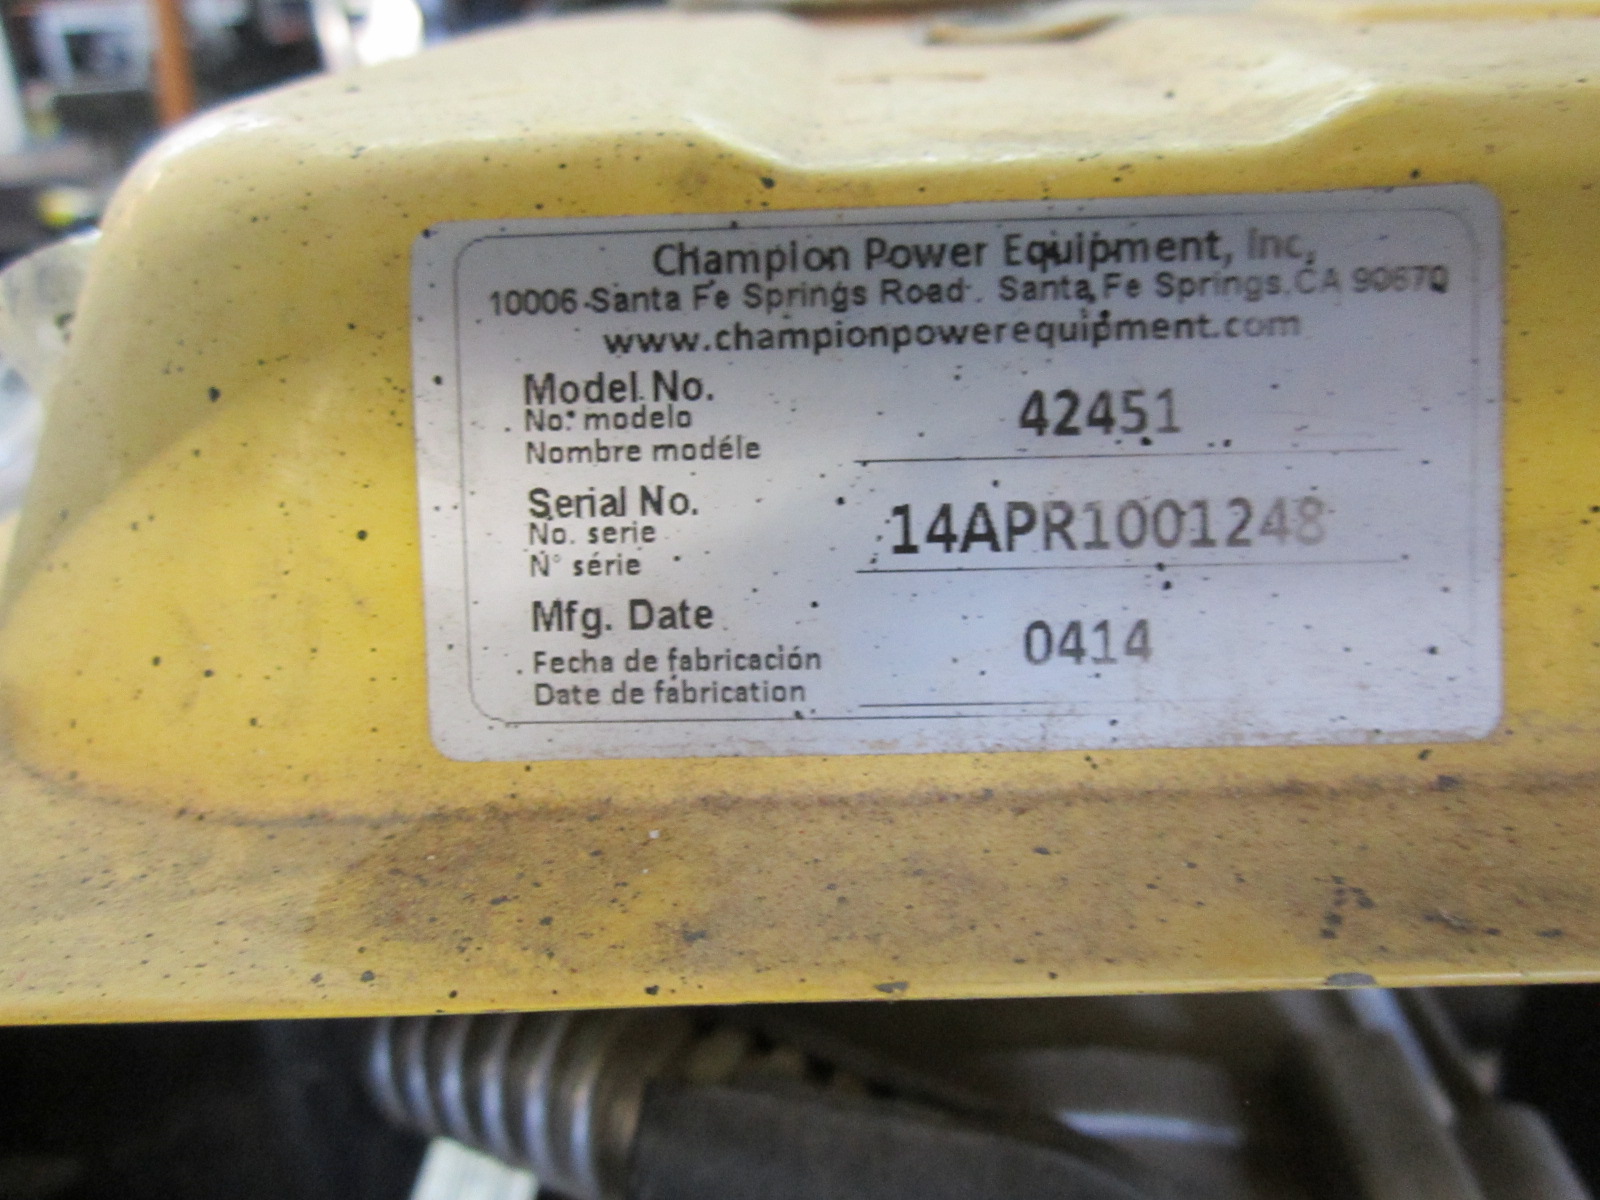 Champion Power Equipment, Inc.
10006 Santa Fe Springs Road. Santa Fe Springs, CA 90670
www.championpowerequipment.com
Model No. 42451
No. modelo
Nombre modéle
Serial No. 14APR1001248
No. serie
N° série
Mfg. Date 0414
Fecha de fabricación
Date de fabrication